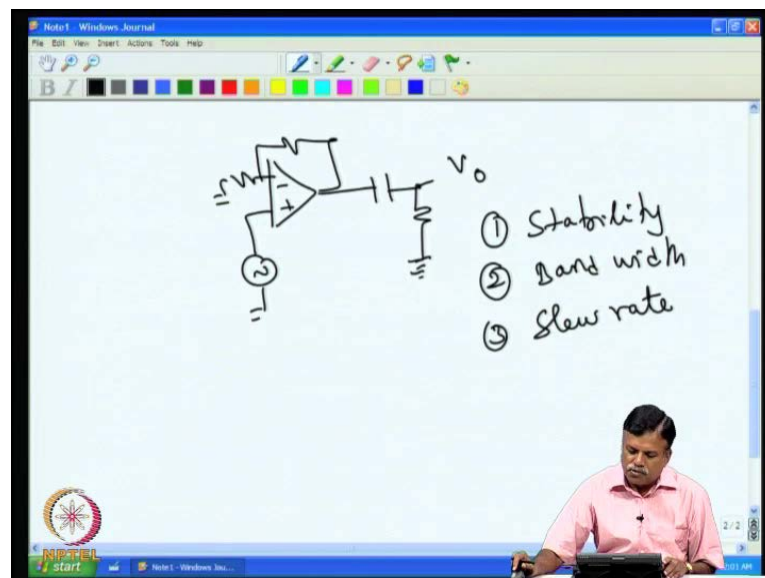 Note1 - Windows Journal
File Edit View Insert Actions Tools Help
B I
V0
- 
+
① Stability
② Band width
③ Slew rate
2/2
NPTEL
start
Note1 - Windows Jou...